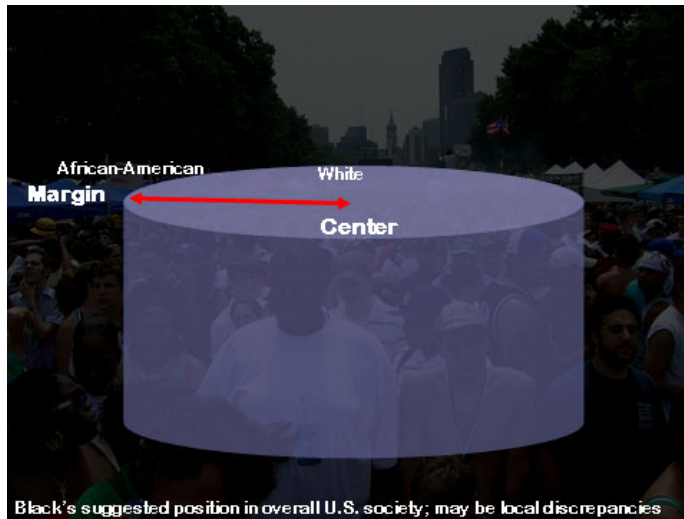 African-American
White
Margin
Center
Black's suggested position in overall U.S. society; may be local discrepancies